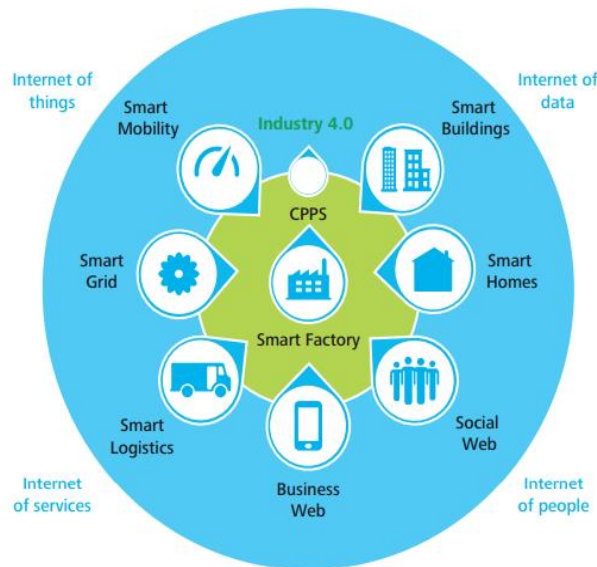 Internet of
things
Internet of
data
Smart
Mobility
Industry 4.0
Smart
Buildings
CPPS
Smart
Grid
Smart
Homes
Smart Factory
Smart
Logistics
Social
Web
Business
Web
Internet
of services
Internet
of people